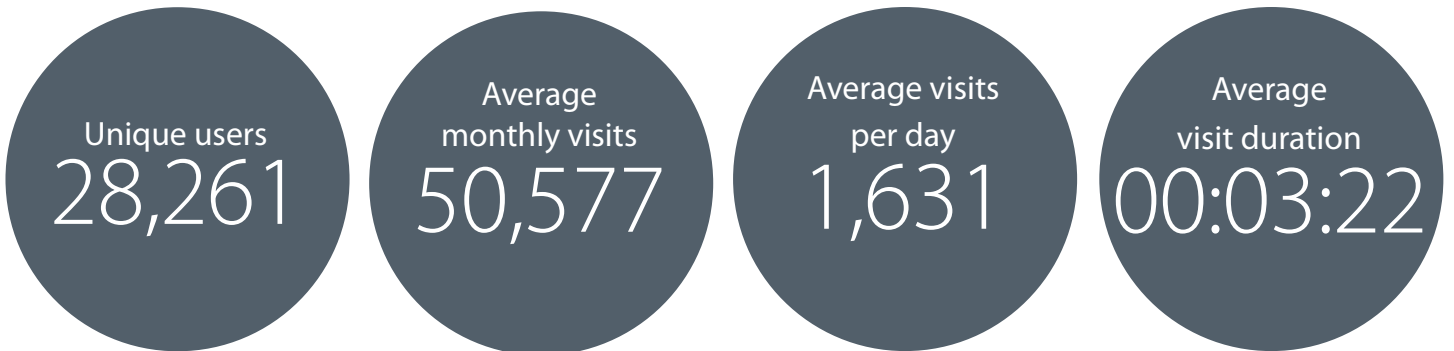 Unique users
28,261
Average
monthly visits
50,577
Average visits
per day
1,631
Average
visit duration
00:03:22